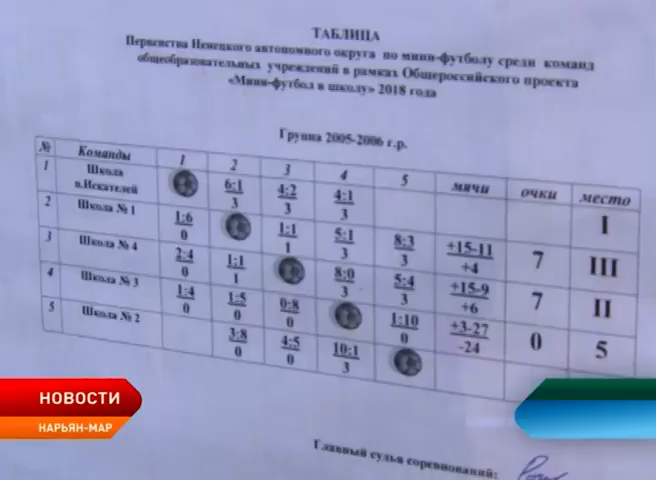 ТАБЛИЦА
Первенства Ненецкого автономного округа по мини-футболу среди команд
общеобразовательных учреждений в рамках Общероссийского проекта
«Мини-футбол в школу» 2018 года
Группа 2005-2006 г.р.
№ Команды 1 2 3 4 5 мячи очки место
1 Школа п.Искателей 6:1 3 4:2 3 4:1 3 I
2 Школа № 1 1:6 0 1:1 1 5:1 3 8:3 3 +15-11 +4 7 III
3 Школа № 4 2:4 0 1:1 1 8:0 3 5:4 3 +15-9 +6 7 II
4 Школа № 3 1:4 0 1:5 0 0:8 0 1:10 0 +3-27 -24 0 5
5 Школа № 2 3:8 0 4:5 0 10:1 3
НОВОСТИ
НАРЬЯН-МАР
Главный судья соревнований: